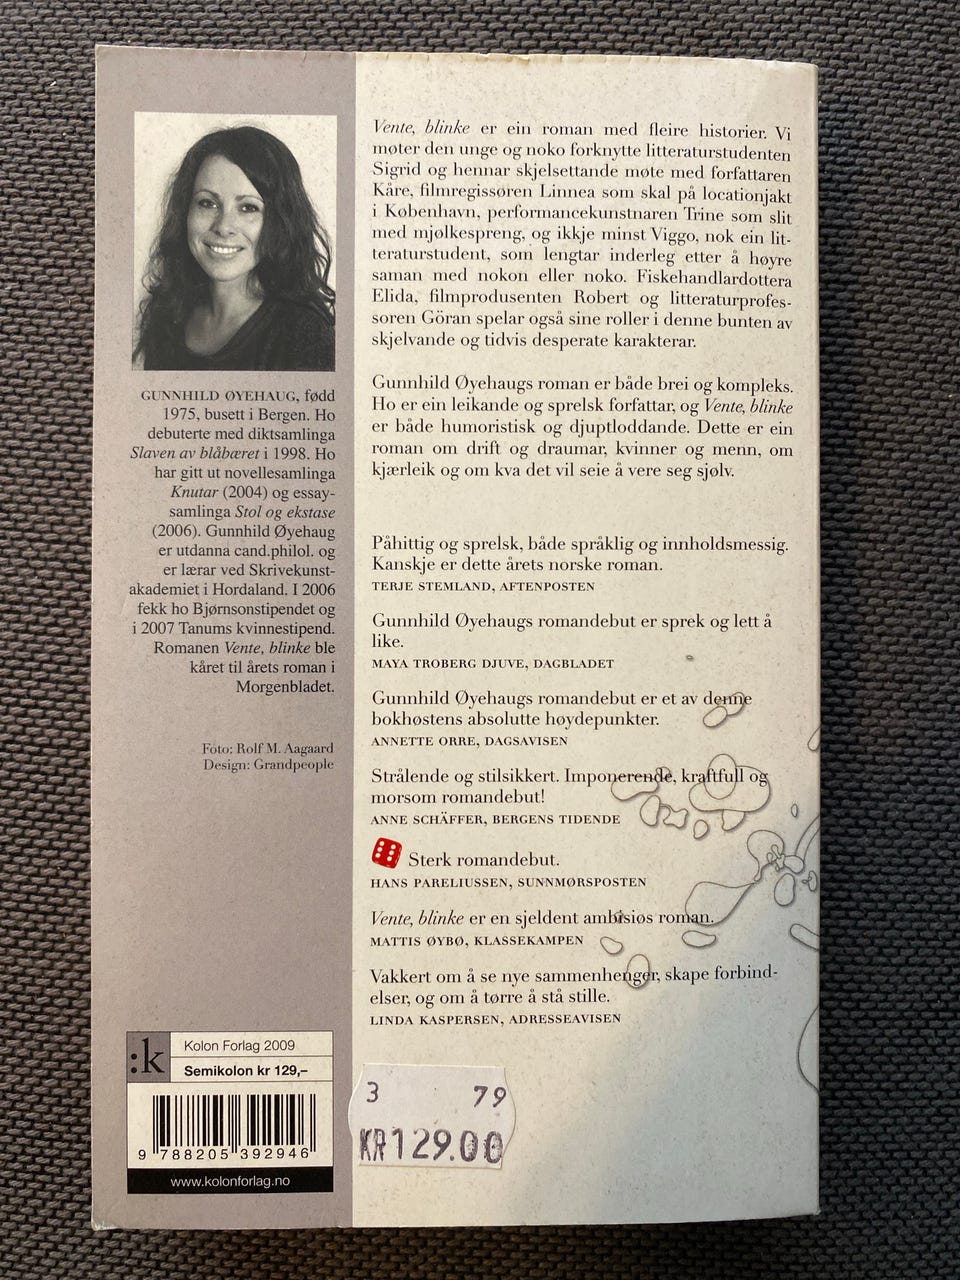 GUNNHILD ØYEHAUG, fødd
1975, busett i Bergen. Ho
debuterte med diktsamlinga
Slaven av blåbæret i 1998. Ho
har gitt ut novellesamlinga
Knutar (2004) og essay-
samlinga Stol og ekstase
(2006). Gunnhild Øyehaug
er utdanna cand.philol. og
er lærar ved Skrivekunst-
akademiet i Hordaland. I 2006
fekk ho Bjørnsonstipendet og
i 2007 Tanums kvinnestipend.
Romanen Vente, blinke ble
kåret til årets roman i
Morgenbladet.
Foto: Rolf M. Aagaard
Design: Grandpeople
:k
Kolon Forlag 2009
Semikolon kr 129,–
9 788205 392946
www.kolonforlag.no
Vente, blinke er ein roman med fleire historier. Vi
møter den unge og noko forknytte litteraturstudenten
Sigrid og hennar skjelsettande møte med forfattaren
Kåre, filmregissøren Linnea som skal på locationjakt
i København, performancekunstnaren Trine som slit
med mjølkespreng, og ikkje minst Viggo, nok ein lit-
teraturstudent, som lengtar inderleg etter å høyre
saman med nokon eller noko. Fiskehandlardottera
Elida, filmprodusenten Robert og litteraturprofes-
soren Göran spelar også sine roller i denne bunten av
skjelvande og tidvis desperate karakterar.
Gunnhild Øyehaugs roman er både brei og kompleks.
Ho er ein leikande og sprelsk forfattar, og Vente, blinke
er både humoristisk og djuptloddande. Dette er ein
roman om drift og draumar, kvinner og menn, om
kjærleik og om kva det vil seie å vere seg sjølv.
Påhittig og sprelsk, både språklig og innholdsmessig.
Kanskje er dette årets norske roman.
TERJE STEMLAND, AFTENPOSTEN
Gunnhild Øyehaugs romandebut er sprek og lett å
like.
MAYA TROBERG DJUVE, DAGBLADET
Gunnhild Øyehaugs romandebut er et av denne
bokhøstens absolutte høydepunkter.
ANNETTE ORRE, DAGSAVISEN
Strålende og stilsikkert. Imponerende, kraftfull og
morsom romandebut!
ANNE SCHÄFFER, BERGENS TIDENDE
Sterk romandebut.
HANS PARELIUSSEN, SUNNMØRSPOSTEN
Vente, blinke er en sjeldent ambisiøs roman.
MATTIS ØYBØ, KLASSEKAMPEN
Vakkert om å se nye sammenhenger, skape forbind-
elser, og om å tørre å stå stille.
LINDA KASPERSEN, ADRESSEAVISEN
3 79
KR129.00